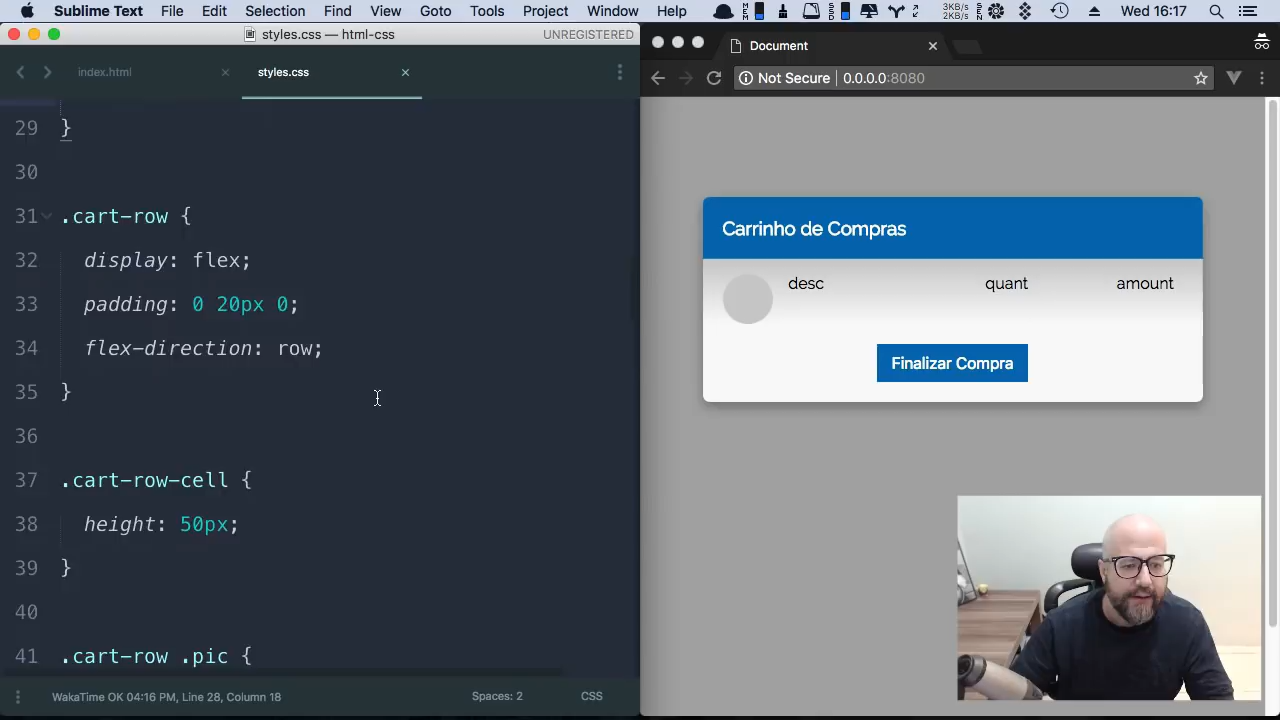 Sublime Text File Edit Selection Find View Goto Tools Project Window Help 3KB/s 2KB/s Wed 16:17
styles.css — html-css UNREGISTERED
index.html styles.css
29 }
30
31 .cart-row {
32 display: flex;
33 padding: 0 20px 0;
34 flex-direction: row;
35 }
36
37 .cart-row-cell {
38 height: 50px;
39 }
40
41 .cart-row .pic {
WakaTime OK 04:16 PM, Line 28, Column 18 Spaces: 2 CSS
Document
Not Secure | 0.0.0.0:8080
Carrinho de Compras
desc quant amount
Finalizar Compra